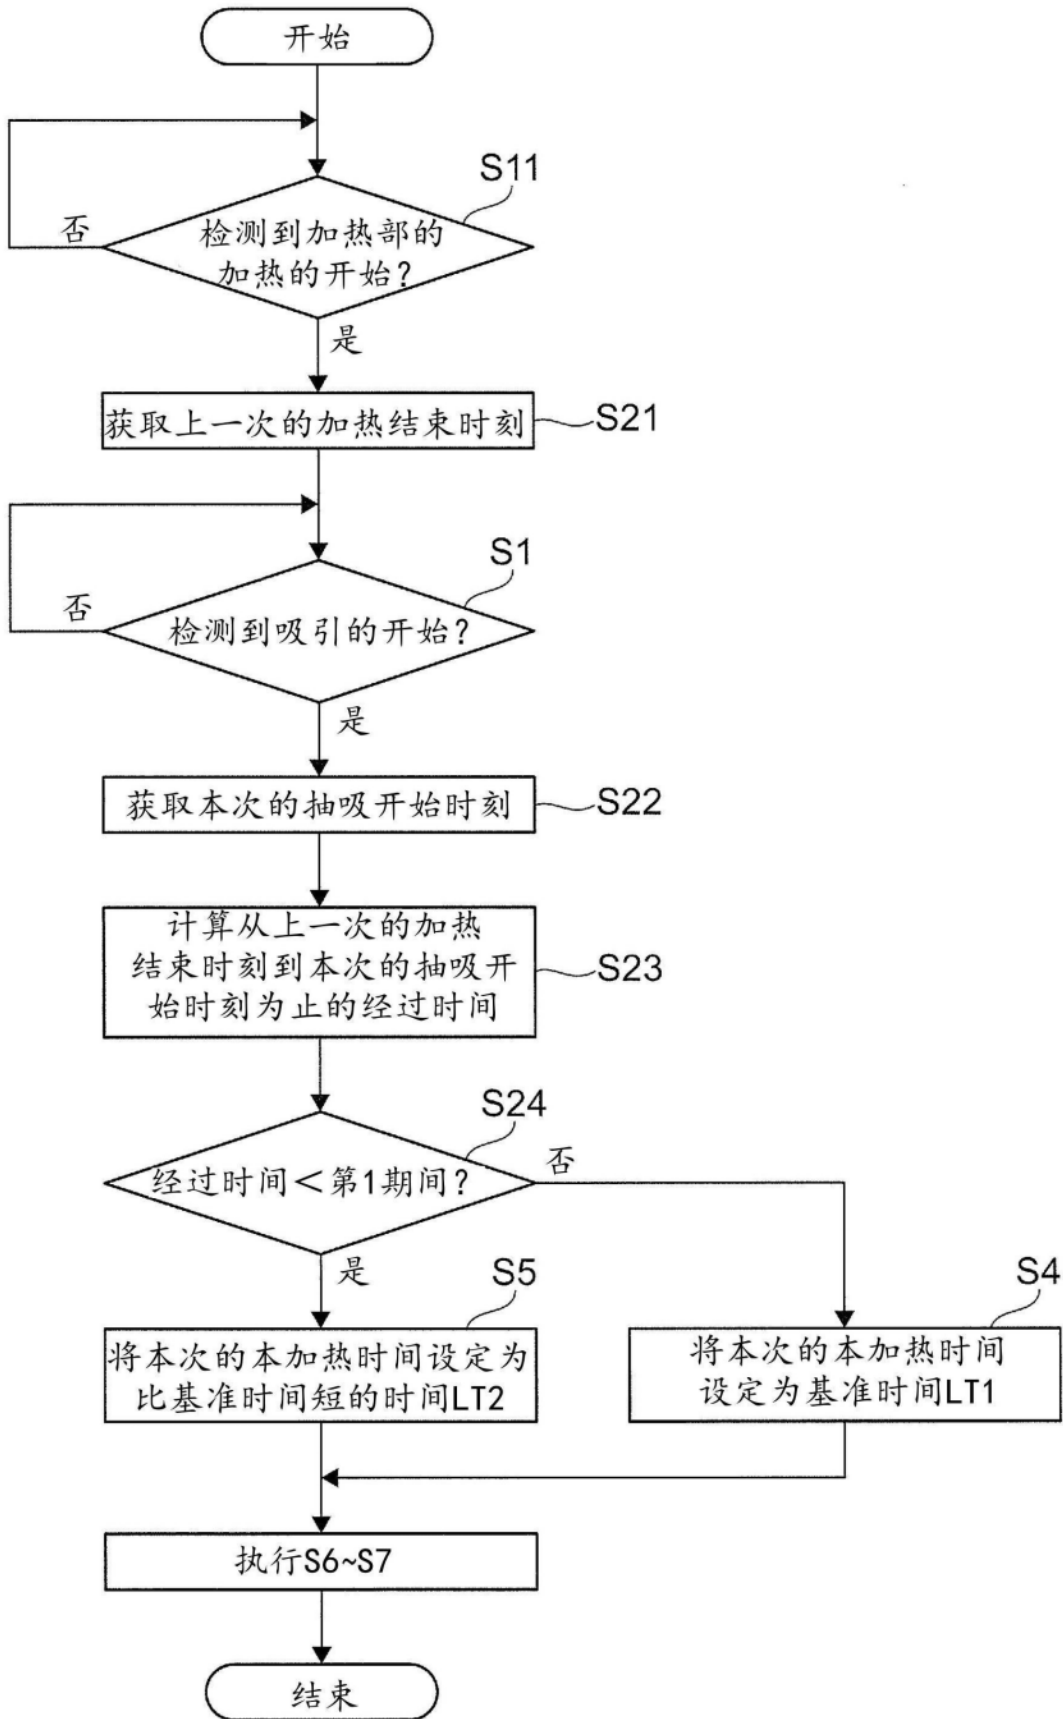 开始
S11
否
检测到加热部的
加热的开始?
是
获取上一次的加热结束时刻
S21
S1
否
检测到吸引的开始?
是
获取本次的抽吸开始时刻
S22
计算从上一次的加热
结束时刻到本次的抽吸开
始时刻为止的经过时间
S23
S24
经过时间<第1期间?
否
是
S5
S4
将本次的本加热时间设定为
比基准时间短的时间LT2
将本次的本加热时间
设定为基准时间LT1
执行S6~S7
结束